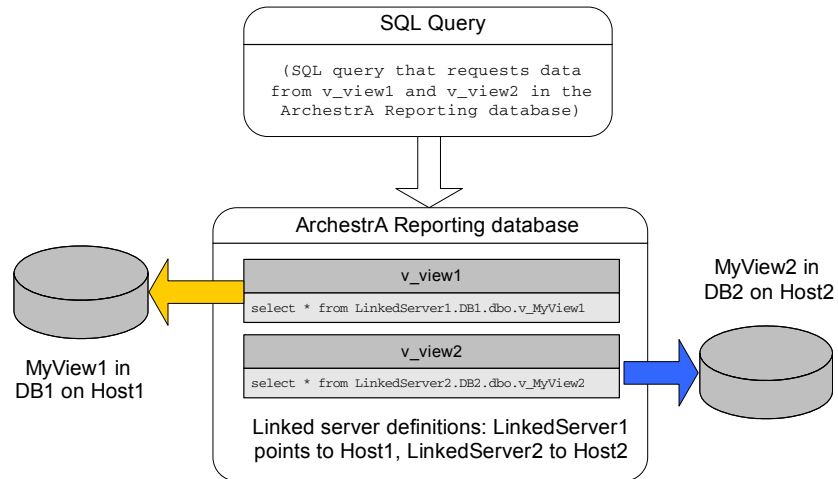 SQL Query
(SQL query that requests data
from v_view1 and v_view2 in the
ArchestrA Reporting database)
ArchestrA Reporting database
v_view1
select * from LinkedServer1.DB1.dbo.v_MyView1
MyView1 in
DB1 on Host1
MyView2 in
DB2 on Host2
v_view2
select * from LinkedServer2.DB2.dbo.v_MyView2
Linked server definitions: LinkedServer1
points to Host1, LinkedServer2 to Host2